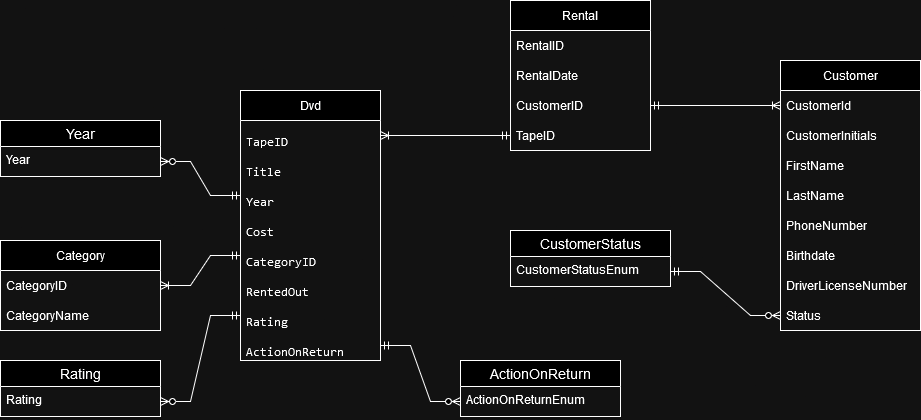 Rental
RentalID
RentalDate
CustomerID
TapeID
Customer
CustomerId
CustomerInitials
FirstName
LastName
PhoneNumber
Birthdate
DriverLicenseNumber
Status
Dvd
TapeID
Title
Year
Cost
CategoryID
RentedOut
Rating
ActionOnReturn
Year
Year
Category
CategoryID
CategoryName
Rating
Rating
CustomerStatus
CustomerStatusEnum
ActionOnReturn
ActionOnReturnEnum